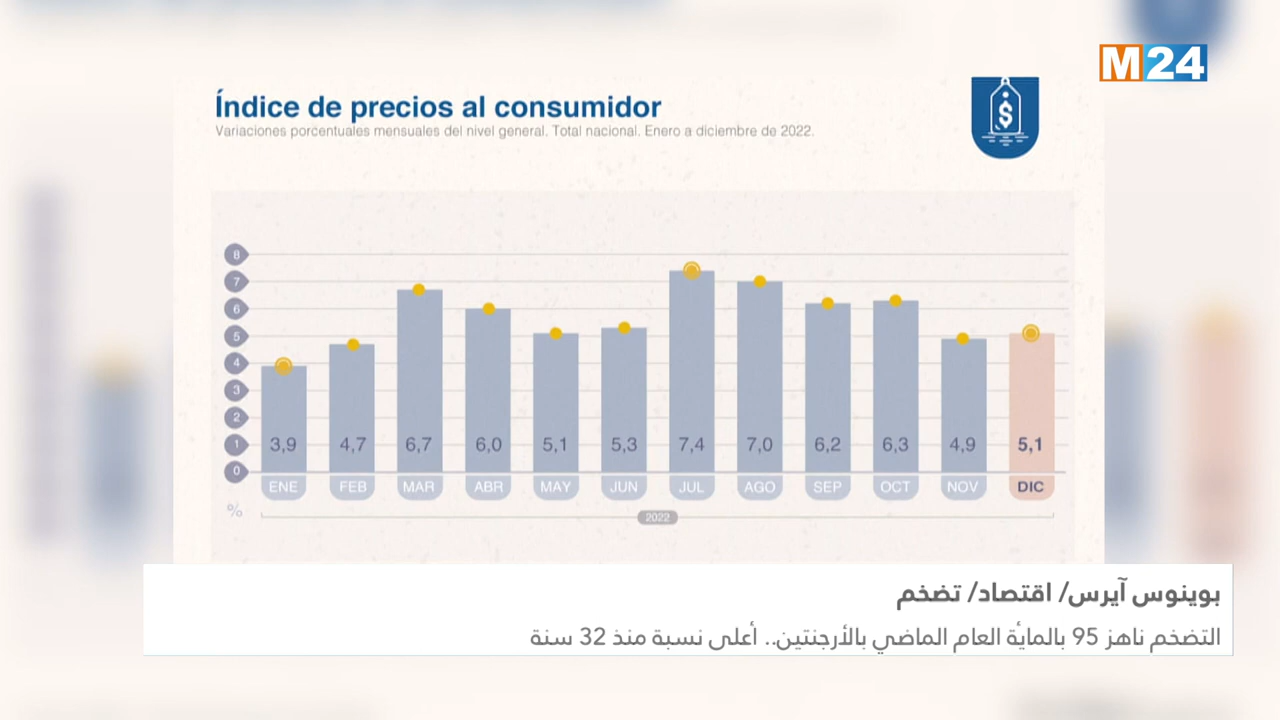 M24
Índice de precios al consumidor
Variaciones porcentuales mensuales del nivel general. Total nacional. Enero a diciembre de 2022.
$
8
7
6
5
4
3
2
1
0
3,9 4,7 6,7 6,0 5,1 5,3 7,4 7,0 6,2 6,3 4,9 5,1
ENE FEB MAR ABR MAY JUN JUL AGO SEP OCT NOV DIC
%
2022
بوينوس آيرس/ اقتصاد/ تضخم
التضخم ناهز 95 بالمائة العام الماضي بالأرجنتين.. أعلى نسبة منذ 32 سنة